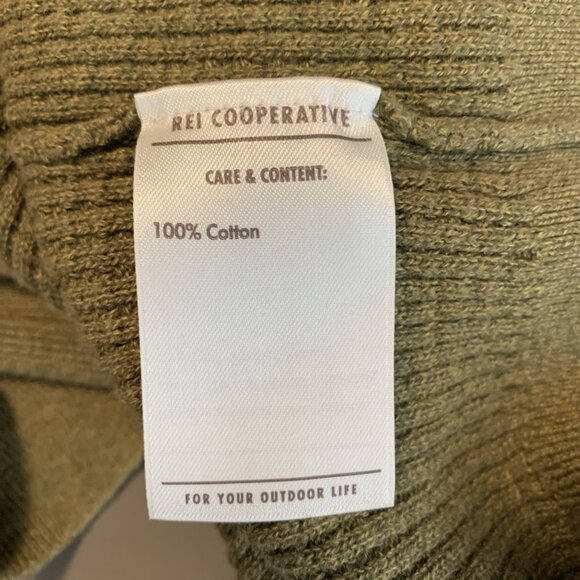 REI COOPERATIVE
CARE & CONTENT:
100% Cotton
FOR YOUR OUTDOOR LIFE